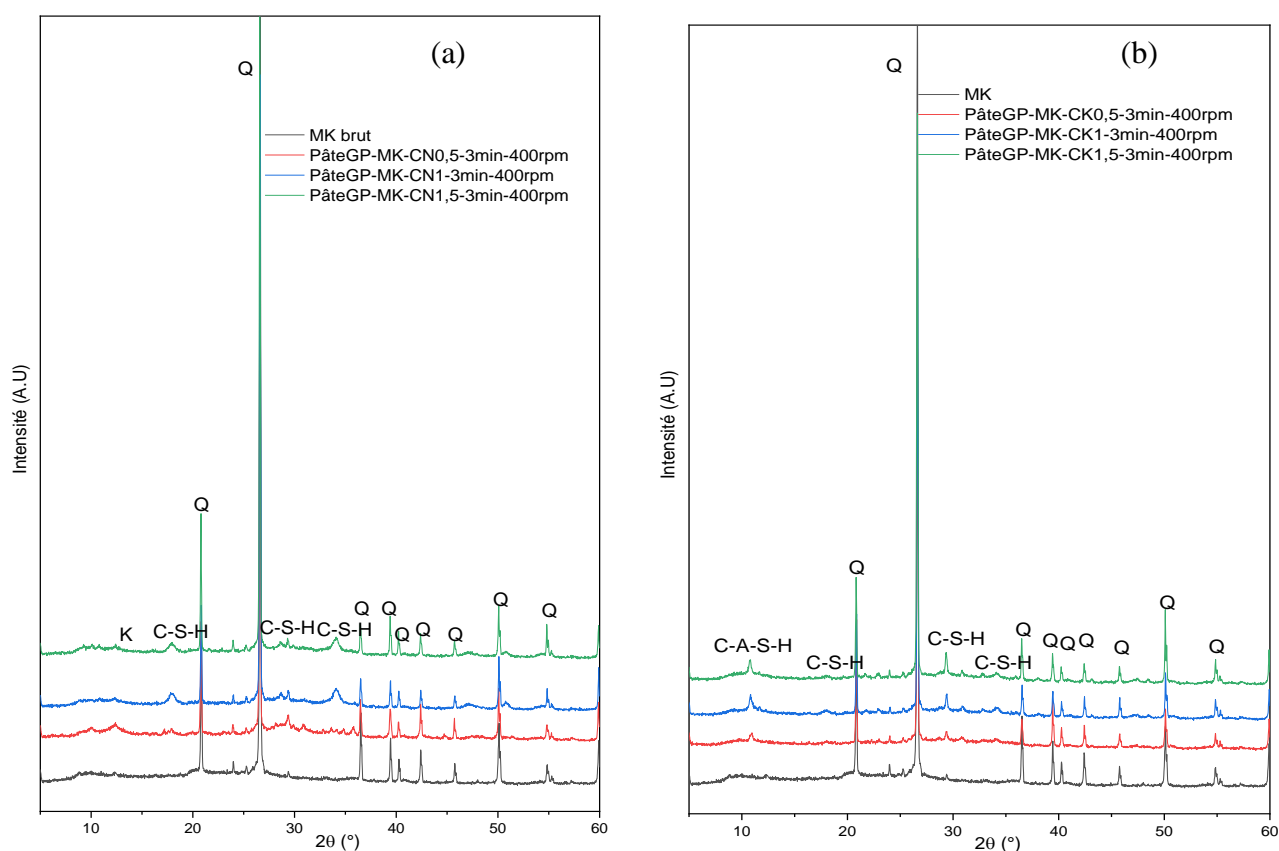 (a)
Q
MK brut
PâteGP-MK-CN0,5-3min-400rpm
PâteGP-MK-CN1-3min-400rpm
PâteGP-MK-CN1,5-3min-400rpm
Intensité (A.U)
Q
K
C-S-H
C-S-H
C-S-H
Q
Q
Q
Q
Q
Q
Q
10
20
30
40
50
60
2θ (°)
(b)
Q
MK
PâteGP-MK-CK0,5-3min-400rpm
PâteGP-MK-CK1-3min-400rpm
PâteGP-MK-CK1,5-3min-400rpm
Intensité (A.U)
Q
C-A-S-H
C-S-H
C-S-H
C-S-H
Q
Q
Q
Q
Q
Q
Q
10
20
30
40
50
60
2θ (°)